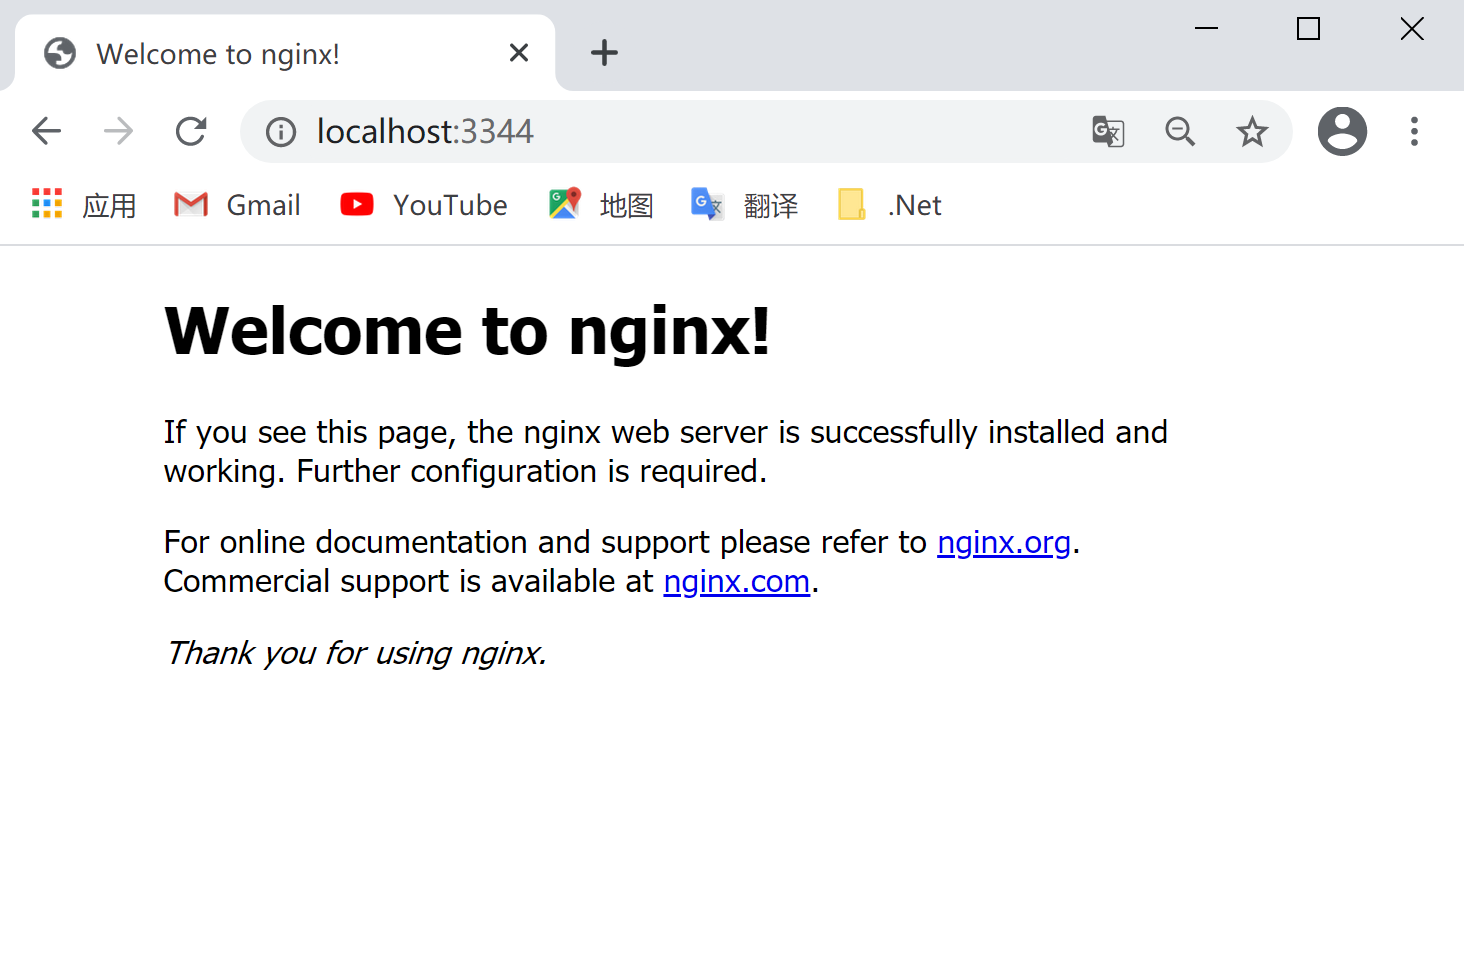 Welcome to nginx!
localhost:3344
应用 Gmail YouTube 地图 翻译 .Net
Welcome to nginx!
If you see this page, the nginx web server is successfully installed and
working. Further configuration is required.
For online documentation and support please refer to nginx.org.
Commercial support is available at nginx.com.
Thank you for using nginx.